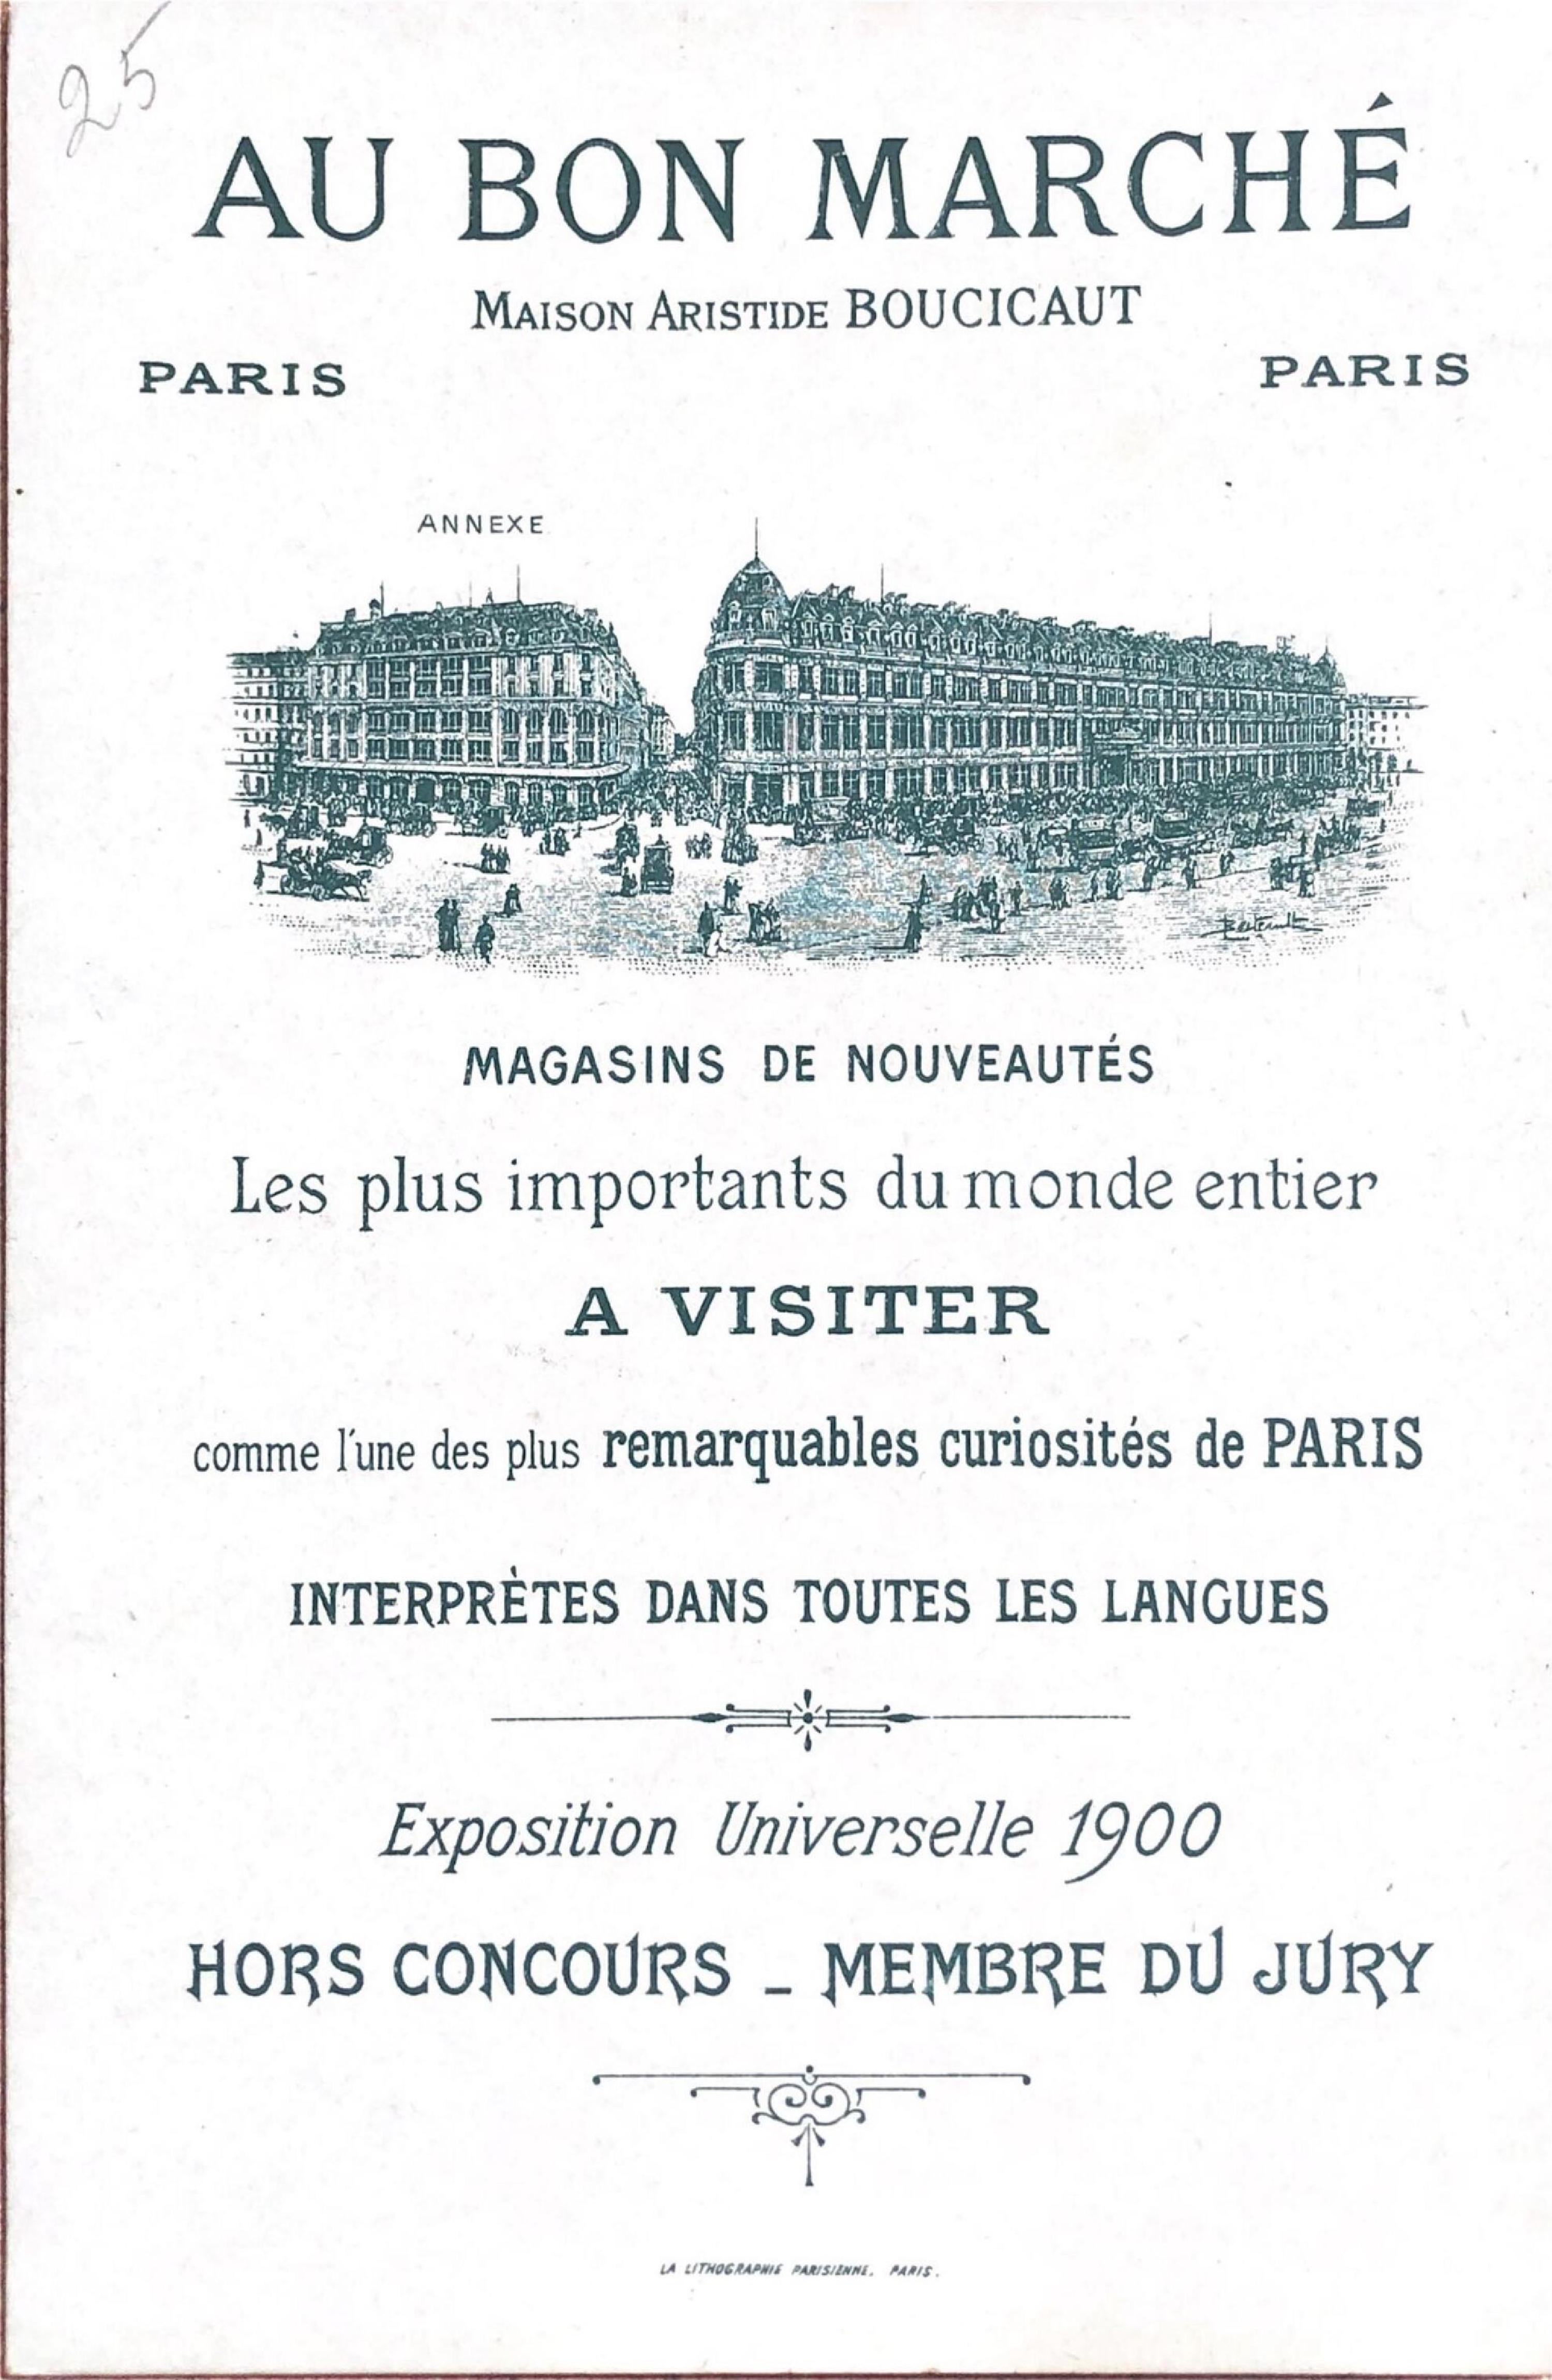 25
AU BON MARCHÉ
MAISON ARISTIDE BOUCICAUT
PARIS PARIS
ANNEXE
MAGASINS DE NOUVEAUTÉS
Les plus importants du monde entier
A VISITER
comme l'une des plus remarquables curiosités de PARIS
INTERPRÈTES DANS TOUTES LES LANGUES
Exposition Universelle 1900
HORS CONCOURS _ MEMBRE DU JURY
LA LITHOGRAPHIE PARISIENNE. PARIS.